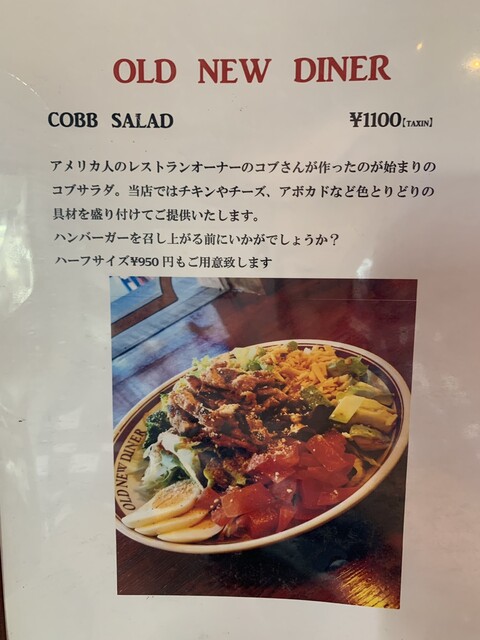 OLD NEW DINER
COBB SALAD ¥1100【TAXIN】
アメリカ人のレストランオーナーのコブさんが作ったのが始まりの
コブサラダ。当店ではチキンやチーズ、アボカドなど色とりどりの
具材を盛り付けてご提供いたします。
ハンバーガーを召し上がる前にいかがでしょうか？
ハーフサイズ¥950円もご用意致します
OLD NEW DINER